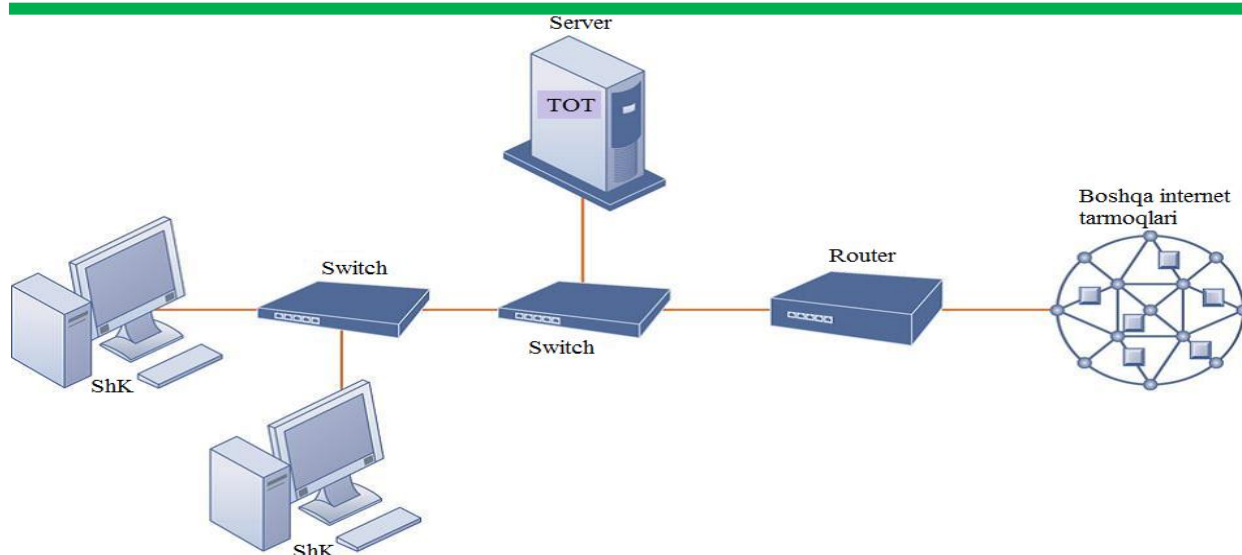 Server
TOT
Boshqa internet
tarmoqlari
Router
Switch
Switch
ShK
ShK